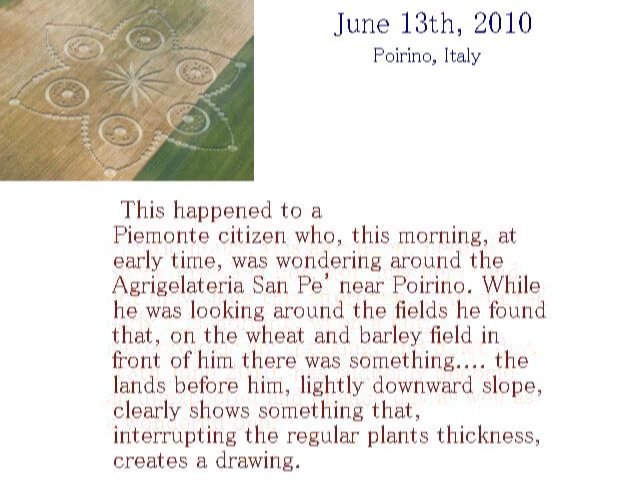 June 13th, 2010
Poirino, Italy
This happened to a
Piemonte citizen who, this morning, at
early time, was wondering around the
Agrigelateria San Pe' near Poirino. While
he was looking around the fields he found
that, on the wheat and barley field in
front of him there was something.... the
lands before him, lightly downward slope,
clearly shows something that,
interrupting the regular plants thickness,
creates a drawing.